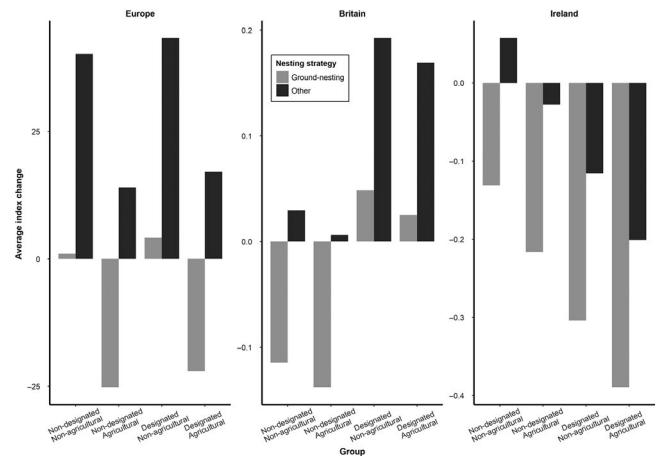 Europe
Britain
Ireland
Average index change
25
0
−25
0.2
0.1
0.0
−0.1
0.0
−0.1
−0.2
−0.3
−0.4
Nesting strategy
Ground-nesting
Other
Non-designated
Non-agricultural
Non-designated
Agricultural
Designated
Non-agricultural
Designated
Agricultural
Non-designated
Non-agricultural
Non-designated
Agricultural
Designated
Non-agricultural
Designated
Agricultural
Non-designated
Non-agricultural
Non-designated
Agricultural
Designated
Non-agricultural
Designated
Agricultural
Group